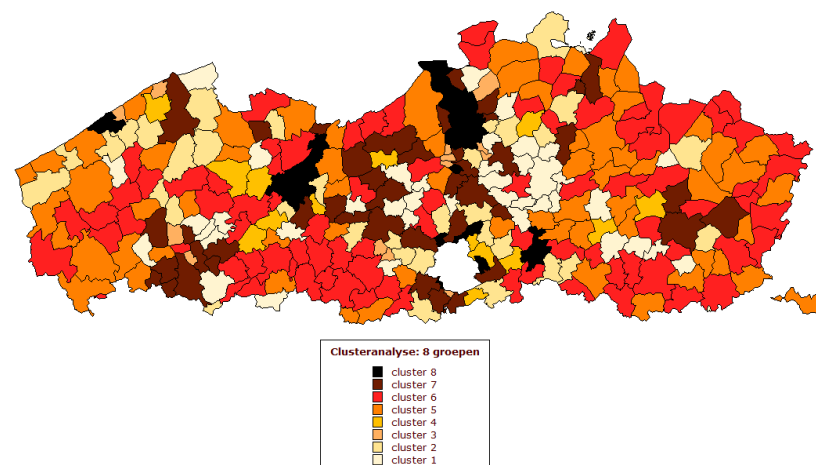 Clusteranalyse: 8 groepen
cluster 8
cluster 7
cluster 6
cluster 5
cluster 4
cluster 3
cluster 2
cluster 1